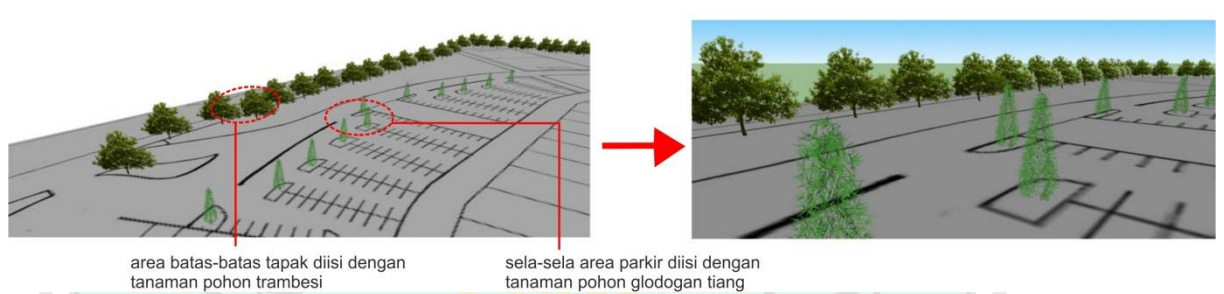 area batas-batas tapak diisi dengan
tanaman pohon trambesi
sela-sela area parkir diisi dengan
tanaman pohon glodogan tiang